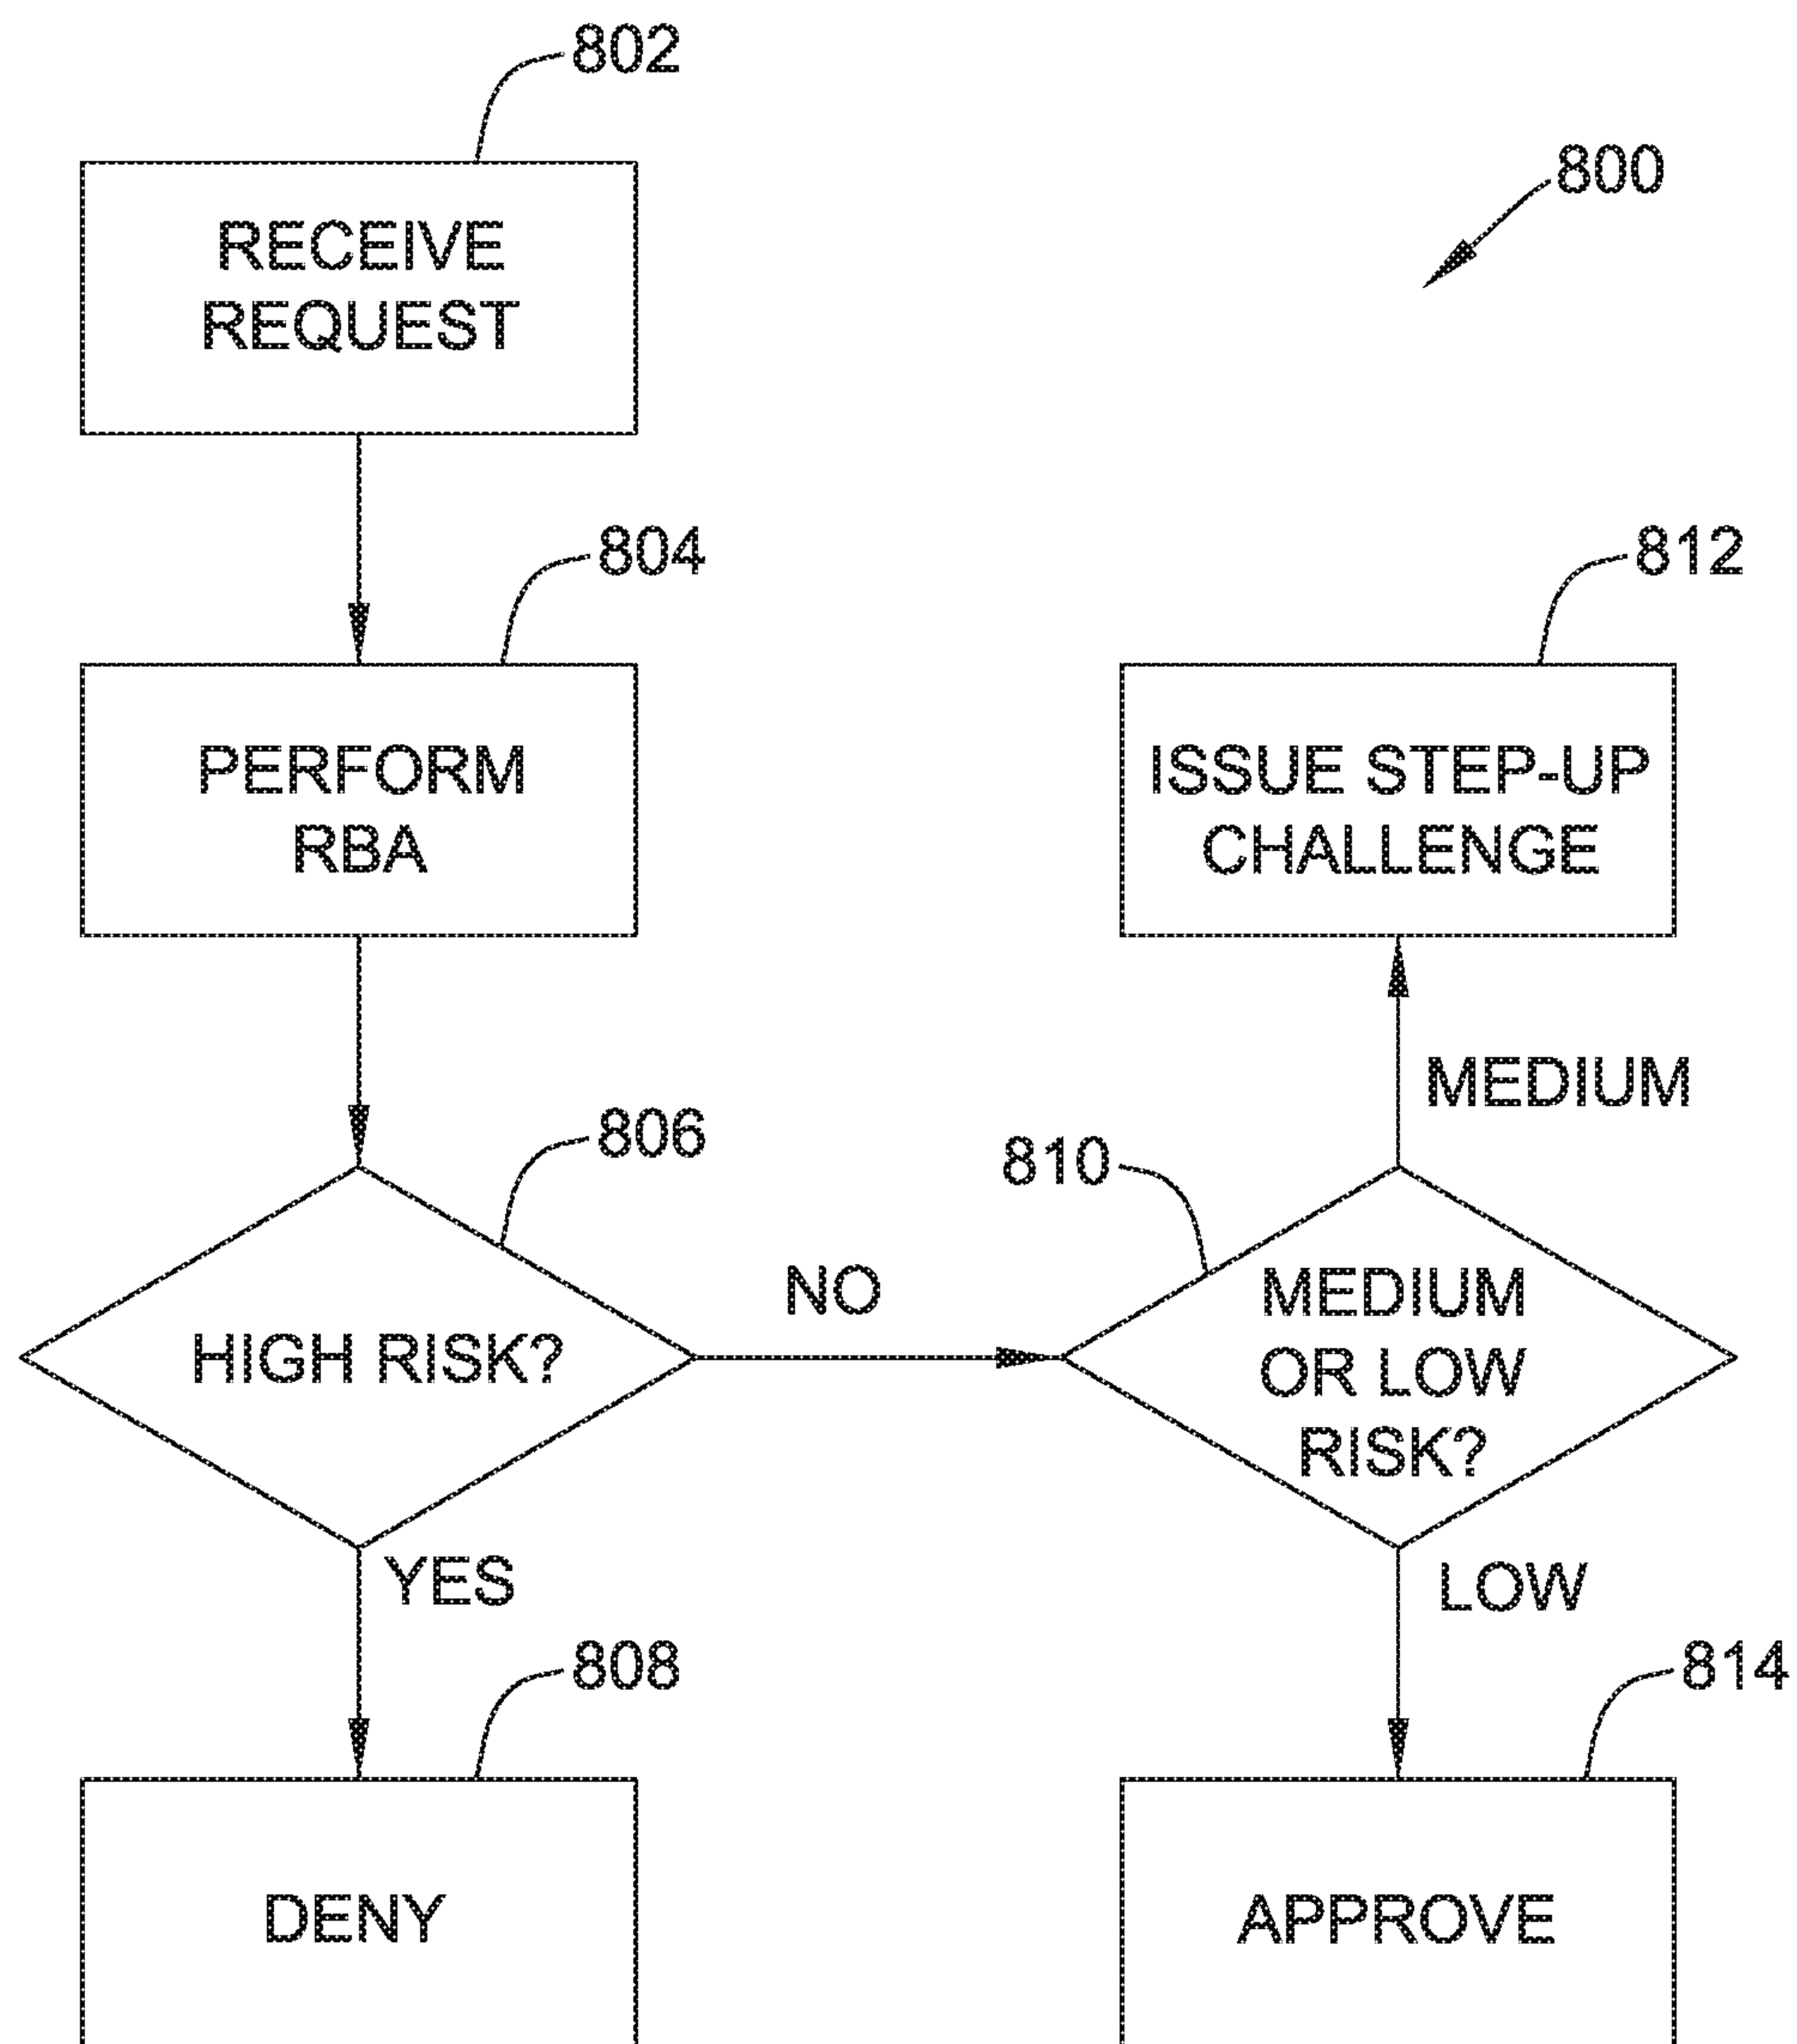 802
800
RECEIVE
REQUEST
804
812
PERFORM
RBA
ISSUE STEP-UP
CHALLENGE
MEDIUM
806
810
NO
HIGH RISK?
MEDIUM
OR LOW
RISK?
YES
LOW
808
814
DENY
APPROVE